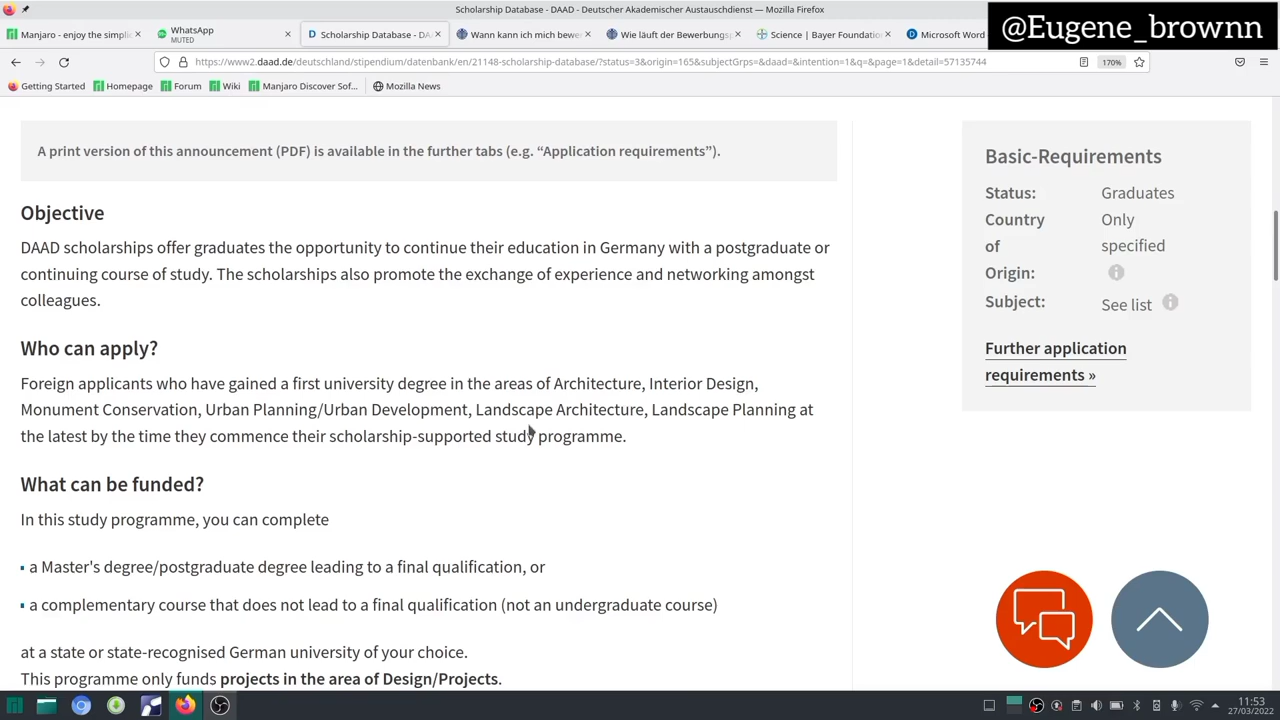 Scholarship Database - DAAD - Deutscher Akademischer Austauschdienst — Mozilla Firefox
@Eugene_brownn
Manjaro - enjoy the simpli
WhatsApp
MUTED
Scholarship Database - DA
Wann kann ich mich bewer
Wie läuft der Bewerbungsp
Science | Bayer Foundatio
Microsoft Word
https://www2.daad.de/deutschland/stipendium/datenbank/en/21148-scholarship-database/?status=3&origin=165&subjectGrps=&daad=&intention=1&q=&page=1&detail=57135744
170%
Getting Started
Homepage
Forum
Wiki
Manjaro Discover Sof...
Mozilla News
A print version of this announcement (PDF) is available in the further tabs (e.g. “Application requirements”).
Objective
DAAD scholarships offer graduates the opportunity to continue their education in Germany with a postgraduate or
continuing course of study. The scholarships also promote the exchange of experience and networking amongst
colleagues.
Who can apply?
Foreign applicants who have gained a first university degree in the areas of Architecture, Interior Design,
Monument Conservation, Urban Planning/Urban Development, Landscape Architecture, Landscape Planning at
the latest by the time they commence their scholarship-supported study programme.
What can be funded?
In this study programme, you can complete
a Master's degree/postgraduate degree leading to a final qualification, or
a complementary course that does not lead to a final qualification (not an undergraduate course)
at a state or state-recognised German university of your choice.
This programme only funds projects in the area of Design/Projects.
Basic-Requirements
Status: Graduates
Country Only
of specified
Origin:
Subject: See list
Further application
requirements »
11:53
27/03/2022